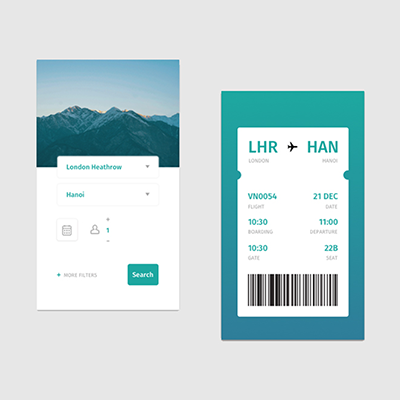 London Heathrow
Hanoi
+
1
-
+ MORE FILTERS
Search
LHR HAN
LONDON HANOI
VN0054 21 DEC
FLIGHT DATE
10:30 11:00
BOARDING DEPARTURE
10:30 22B
GATE SEAT